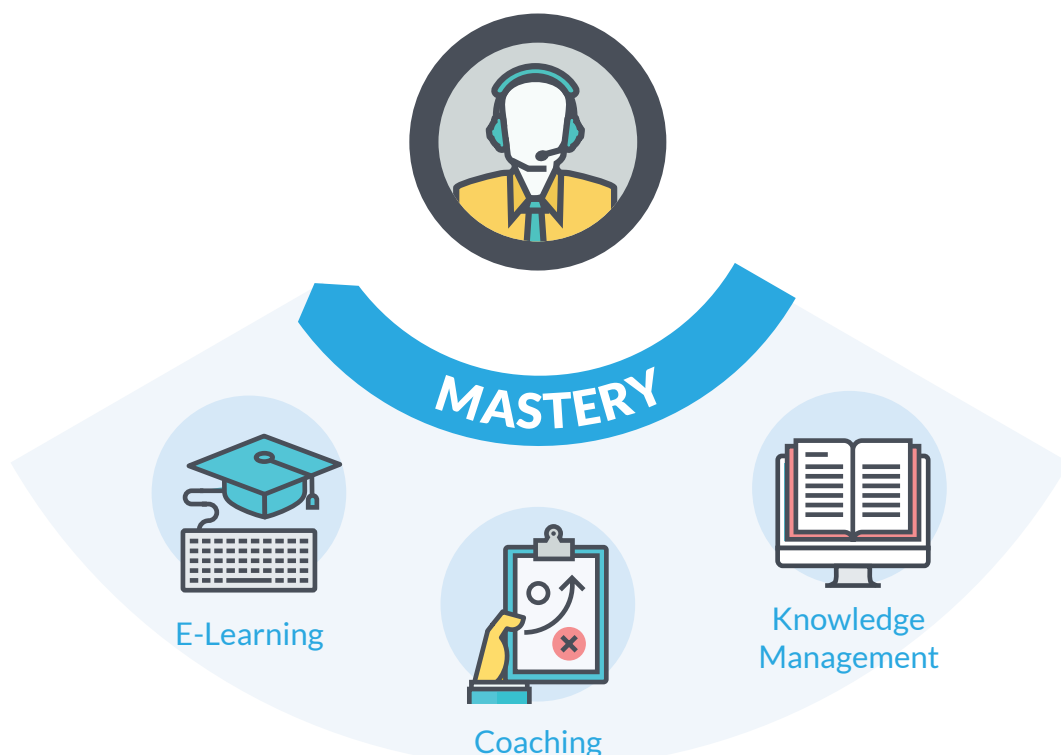 MASTERY
E-Learning
Knowledge
Management
Coaching